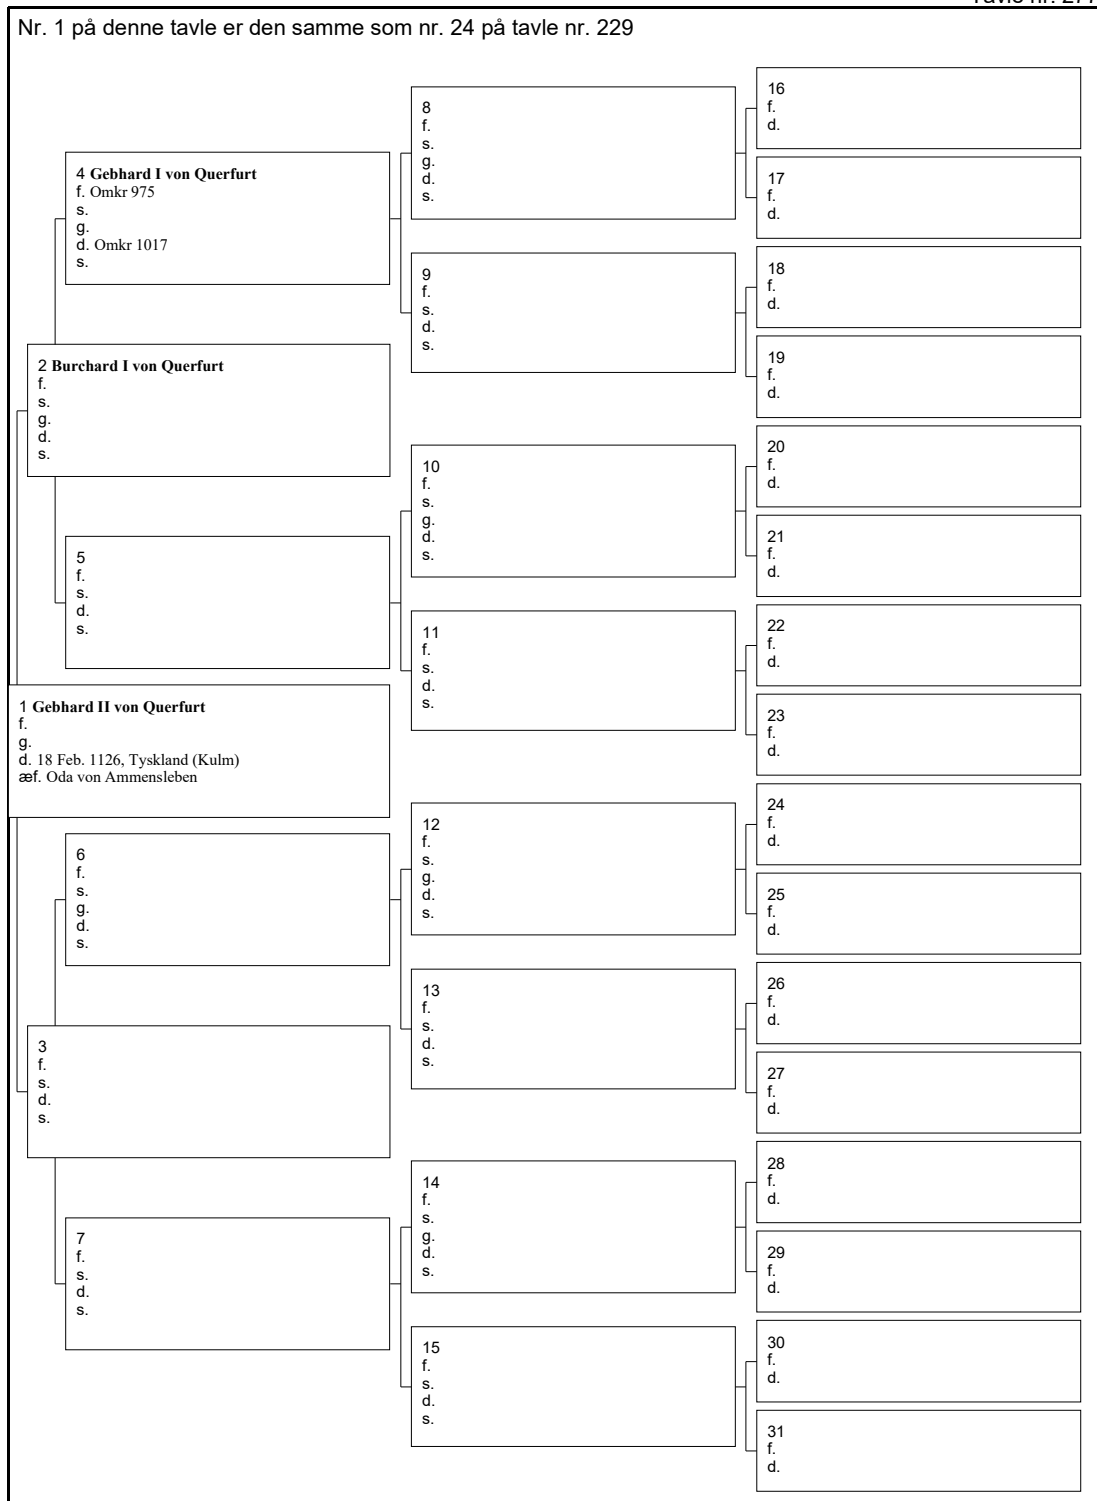 Nr. 1 på denne tavle er den samme som nr. 24 på tavle nr. 229
16
f.
d.
8
f.
s.
g.
d.
s.
4 Gebhard I von Querfurt
f. Omkr 975
s.
g.
d. Omkr 1017
s.
17
f.
d.
9
f.
s.
d.
s.
18
f.
d.
2 Burchard I von Querfurt
f.
s.
g.
d.
s.
19
f.
d.
10
f.
s.
g.
d.
s.
20
f.
d.
5
f.
s.
d.
s.
21
f.
d.
11
f.
s.
d.
s.
22
f.
d.
1 Gebhard II von Querfurt
f.
g.
d. 18 Feb. 1126, Tyskland (Kulm)
æf. Oda von Ammensleben
23
f.
d.
12
f.
s.
g.
d.
s.
24
f.
d.
6
f.
s.
g.
d.
s.
25
f.
d.
13
f.
s.
d.
s.
26
f.
d.
3
f.
s.
d.
s.
27
f.
d.
14
f.
s.
g.
d.
s.
28
f.
d.
7
f.
s.
d.
s.
29
f.
d.
15
f.
s.
d.
s.
30
f.
d.
31
f.
d.